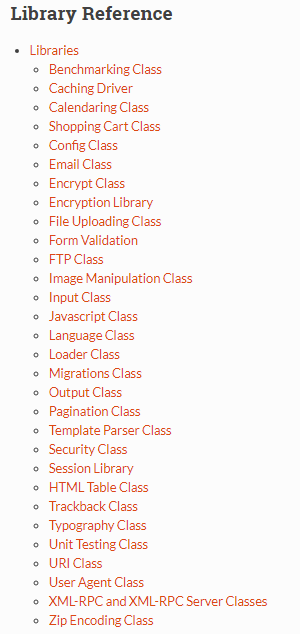 Library Reference
Libraries
Benchmarking Class
Caching Driver
Calendaring Class
Shopping Cart Class
Config Class
Email Class
Encrypt Class
Encryption Library
File Uploading Class
Form Validation
FTP Class
Image Manipulation Class
Input Class
Javascript Class
Language Class
Loader Class
Migrations Class
Output Class
Pagination Class
Template Parser Class
Security Class
Session Library
HTML Table Class
Trackback Class
Typography Class
Unit Testing Class
URI Class
User Agent Class
XML-RPC and XML-RPC Server Classes
Zip Encoding Class